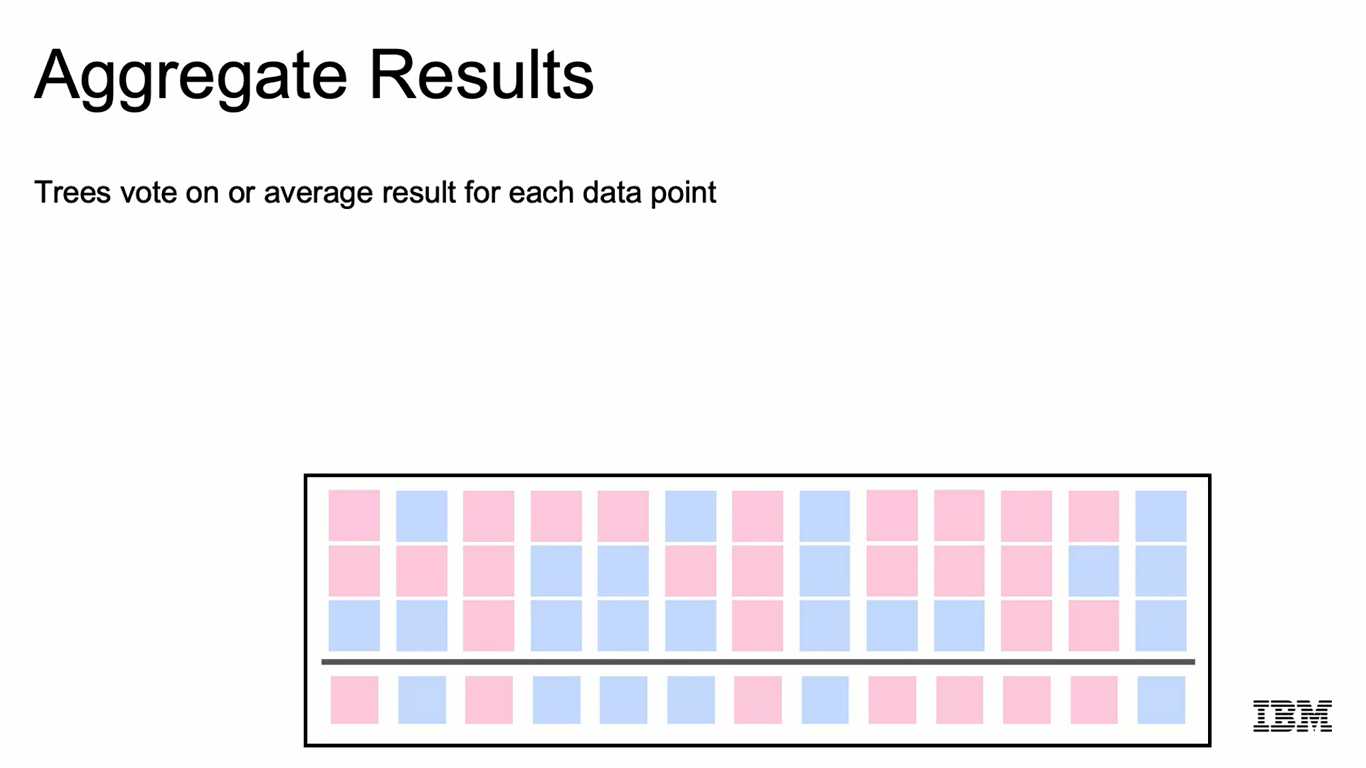 Aggregate Results
Trees vote on or average result for each data point
IBM